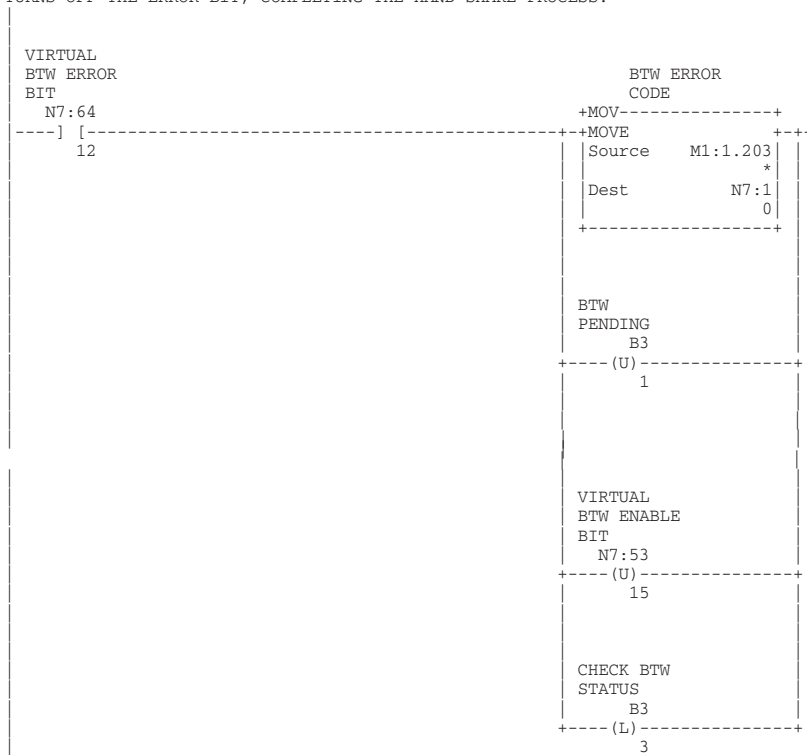 TURNS OFF THE ERROR BIT, COMPLETING THE HAND-SHAKE PROCESS.
VIRTUAL
BTW ERROR
BIT
N7:64
----] [----
12
BTW ERROR
CODE
+MOV---------------+
+MOVE +
Source M1:1.203
*
Dest N7:1
0
+------------------+
BTW
PENDING
B3
+----(U)---------------+
1
VIRTUAL
BTW ENABLE
BIT
N7:53
+----(U)---------------+
15
CHECK BTW
STATUS
B3
+----(L)---------------+
3